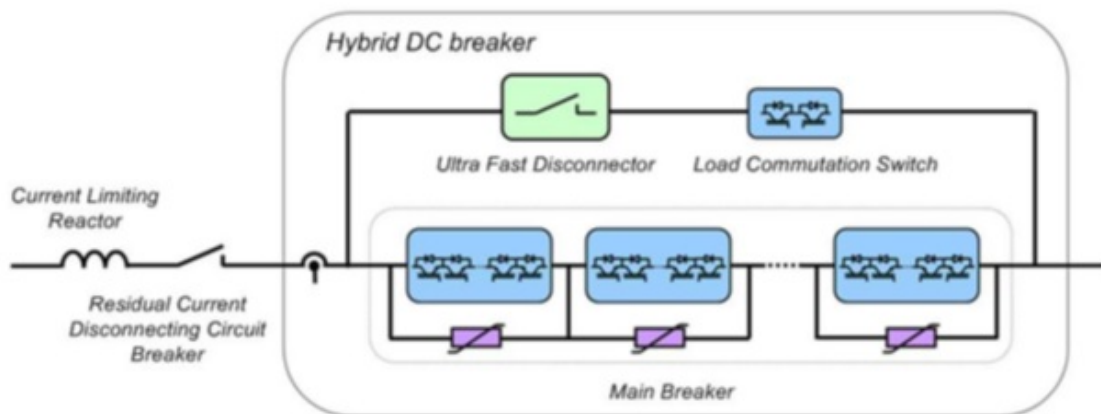 Hybrid DC breaker
Ultra Fast Disconnector
Load Commutation Switch
Current Limiting
Reactor
Residual Current
Disconnecting Circuit
Breaker
Main Breaker